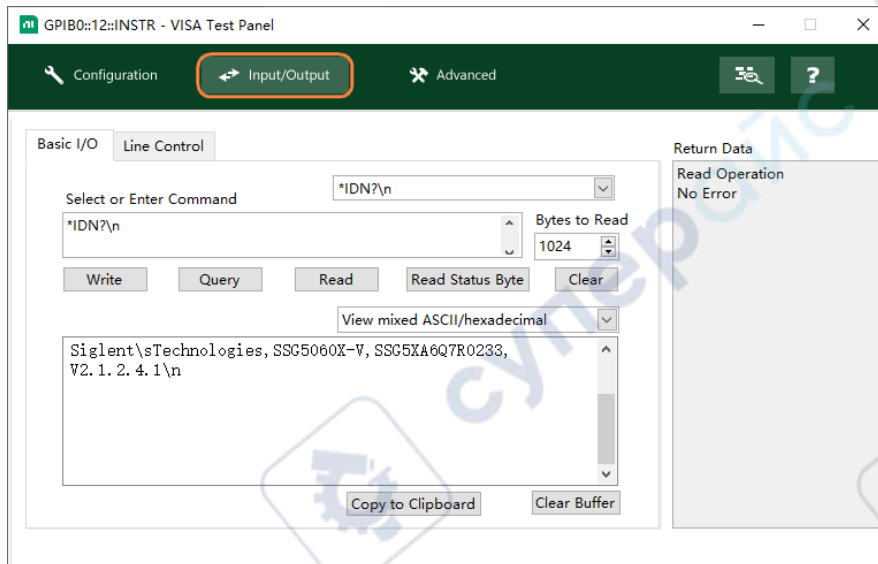 GPIB0::12::INSTR - VISA Test Panel
Configuration
Input/Output
Advanced
?
Basic I/O
Line Control
Select or Enter Command
*IDN?\n
*IDN?\n
Bytes to Read
1024
Write
Query
Read
Read Status Byte
Clear
View mixed ASCII/hexadecimal
Siglent\sTechnologies,SSG5060X-V,SSG5XA6Q7R0233,
V2.1.2.4.1\n
Copy to Clipboard
Clear Buffer
Return Data
Read Operation
No Error
суперайс